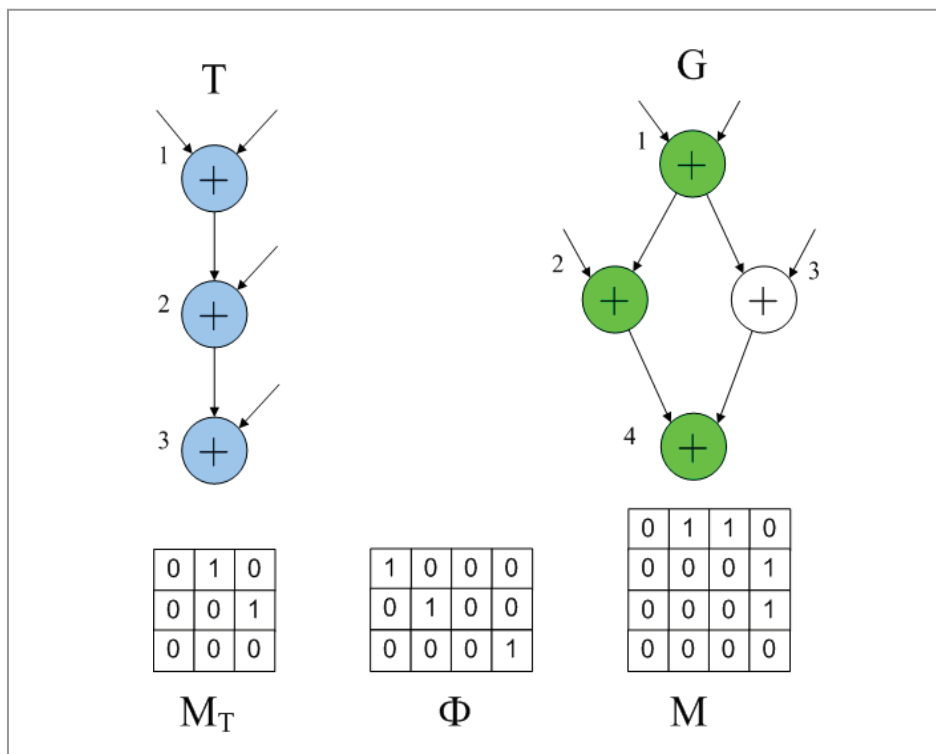 T G
1 + 1 +
2 + 2 + + 3
3 + 4 +
0 1 1 0
0 1 0 1 0 0 0 0 0 0 1
0 0 1 0 1 0 0 0 0 0 1
0 0 0 0 0 0 1 0 0 0 0
M_T Φ M